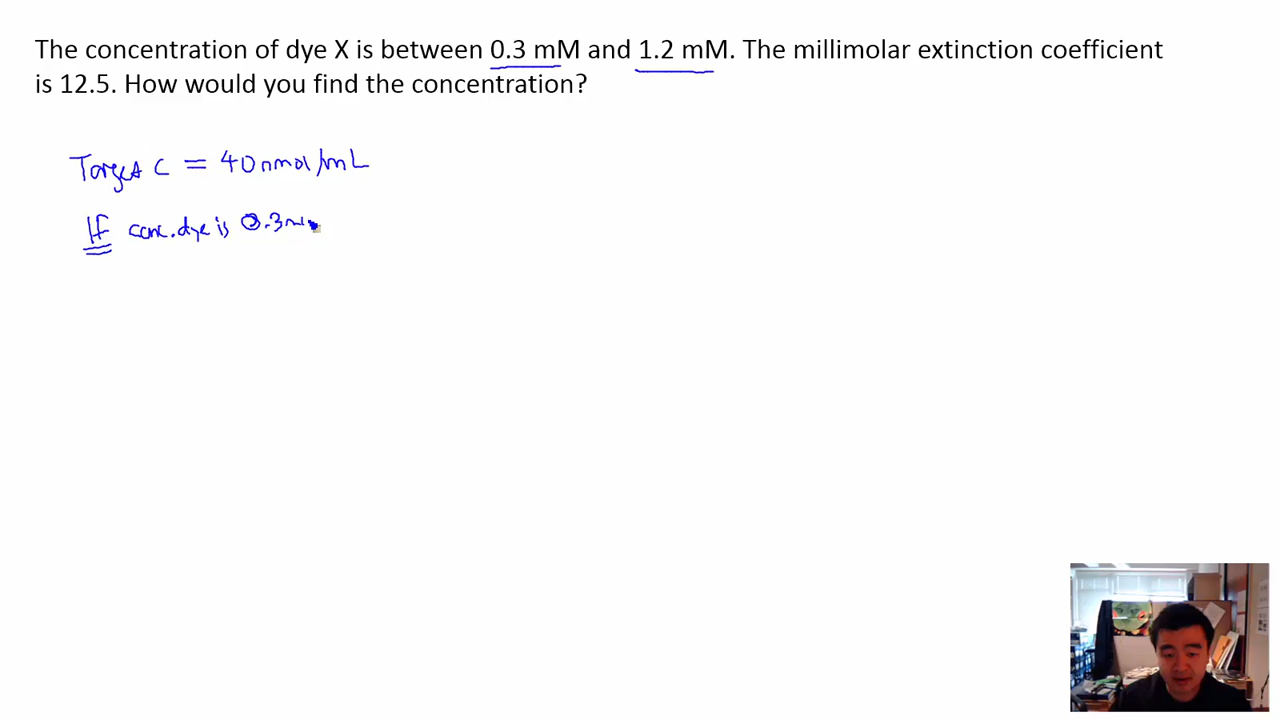 The concentration of dye X is between 0.3 mM and 1.2 mM. The millimolar extinction coefficient
is 12.5. How would you find the concentration?
Target C = 40 nmol/mL
If conc. dye is 0.3 m